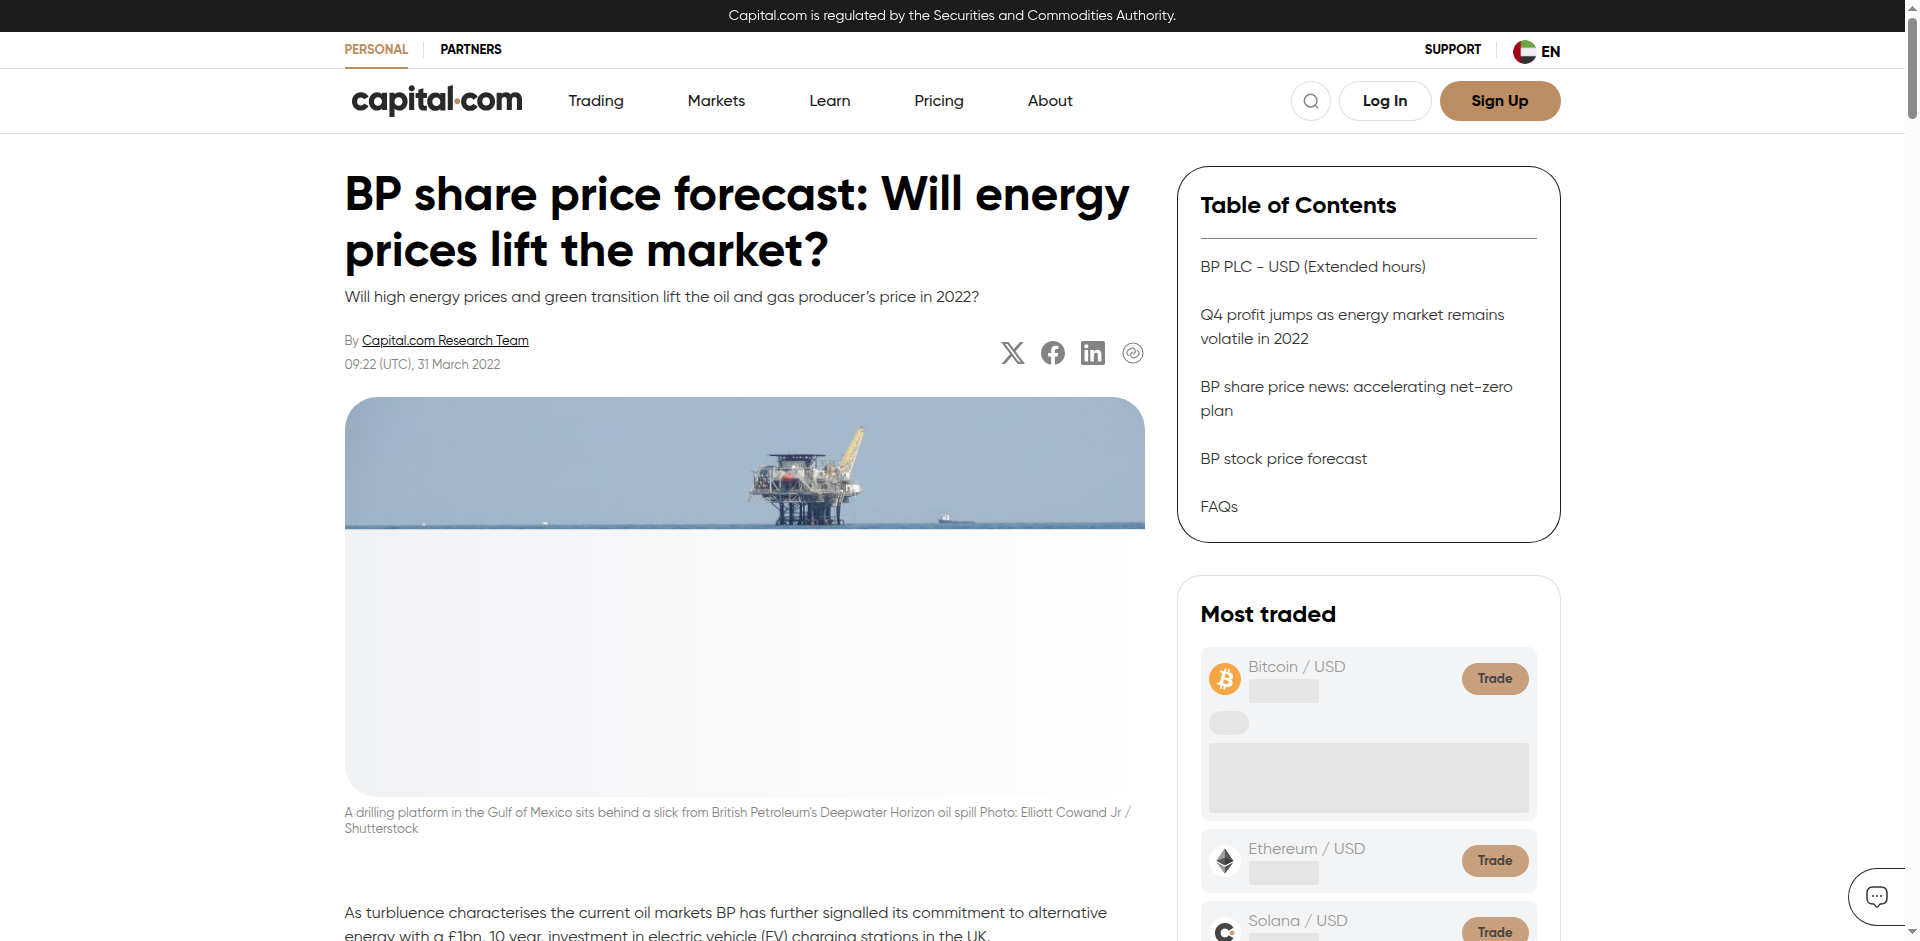 Capital.com is regulated by the Securities and Commodities Authority.
PERSONAL
PARTNERS
SUPPORT
EN
capital.com
Trading
Markets
Learn
Pricing
About
Log In
Sign Up
BP share price forecast: Will energy
prices lift the market?
Will high energy prices and green transition lift the oil and gas producer’s price in 2022?
By Capital.com Research Team
09:22 (UTC), 31 March 2022
A drilling platform in the Gulf of Mexico sits behind a slick from British Petroleum's Deepwater Horizon oil spill Photo: Elliott Cowand Jr /
Shutterstock
As turbluence characterises the current oil markets BP has further signalled its commitment to alternative
energy with a £1bn, 10 year, investment in electric vehicle (EV) charging stations in the UK.
Table of Contents
BP PLC - USD (Extended hours)
Q4 profit jumps as energy market remains
volatile in 2022
BP share price news: accelerating net-zero
plan
BP stock price forecast
FAQs
Most traded
Bitcoin / USD
Trade
Ethereum / USD
Trade
Solana / USD
Trade